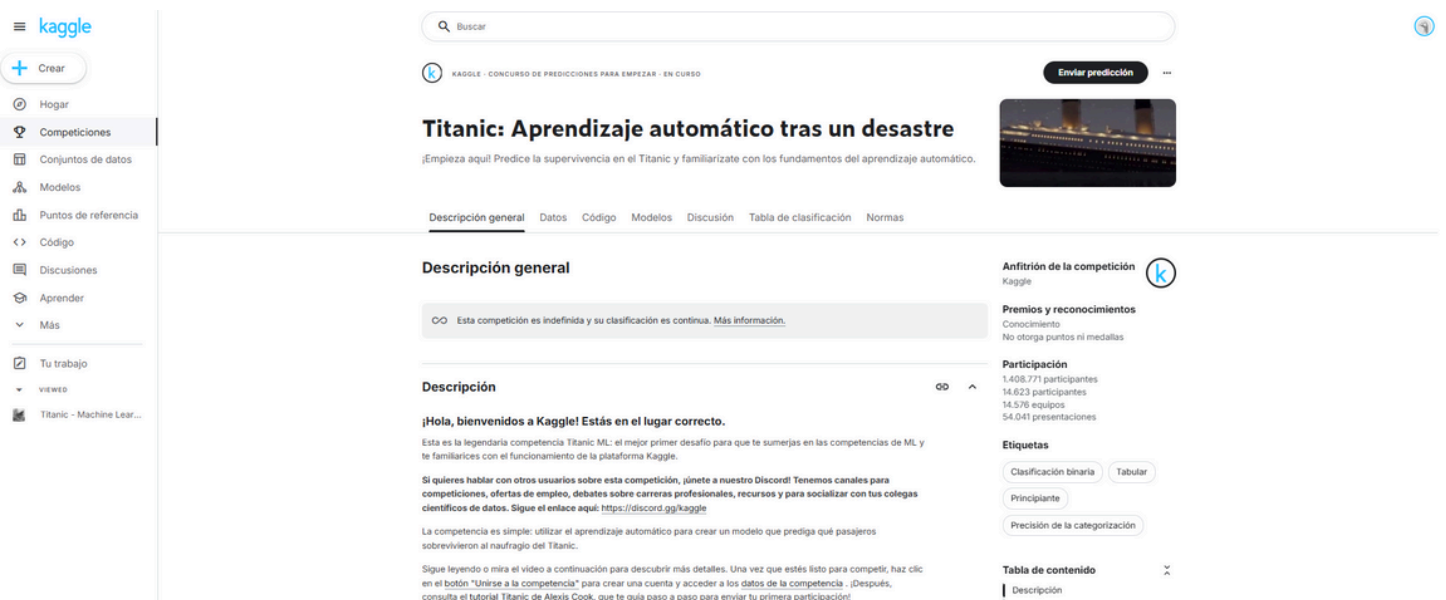 kaggle
Buscar
Crear
Hogar
Competiciones
Conjuntos de datos
Modelos
Puntos de referencia
Código
Discusiones
Aprender
Más
Tu trabajo
VIEWED
Titanic - Machine Lear...
KAGGLE · CONCURSO DE PREDICCIONES PARA EMPEZAR · EN CURSO
Enviar predicción
Titanic: Aprendizaje automático tras un desastre
¡Empieza aquí! Predice la supervivencia en el Titanic y familiarízate con los fundamentos del aprendizaje automático.
Descripción general Datos Código Modelos Discusión Tabla de clasificación Normas
Descripción general
Esta competición es indefinida y su clasificación es continua. Más información.
Descripción
¡Hola, bienvenidos a Kaggle! Estás en el lugar correcto.
Esta es la legendaria competencia Titanic ML: el mejor primer desafío para que te sumerjas en las competencias de ML y
te familiarices con el funcionamiento de la plataforma Kaggle.
Si quieres hablar con otros usuarios sobre esta competición, ¡únete a nuestro Discord! Tenemos canales para
competiciones, ofertas de empleo, debates sobre carreras profesionales, recursos y para socializar con tus colegas
científicos de datos. Sigue el enlace aquí: https://discord.gg/kaggle
La competencia es simple: utilizar el aprendizaje automático para crear un modelo que prediga qué pasajeros
sobrevivieron al naufragio del Titanic.
Sigue leyendo o mira el video a continuación para descubrir más detalles. Una vez que estés listo para competir, haz clic
en el botón "Unirse a la competencia" para crear una cuenta y acceder a los datos de la competencia . ¡Después,
consulta el tutorial Titanic de Alexis Cook, que te guía paso a paso para enviar tu primera participación!
Anfitrión de la competición
Kaggle
Premios y reconocimientos
Conocimiento
No otorga puntos ni medallas
Participación
1.408.771 participantes
14.623 participantes
14.576 equipos
54.041 presentaciones
Etiquetas
Clasificación binaria Tabular
Principiante
Precisión de la categorización
Tabla de contenido
Descripción